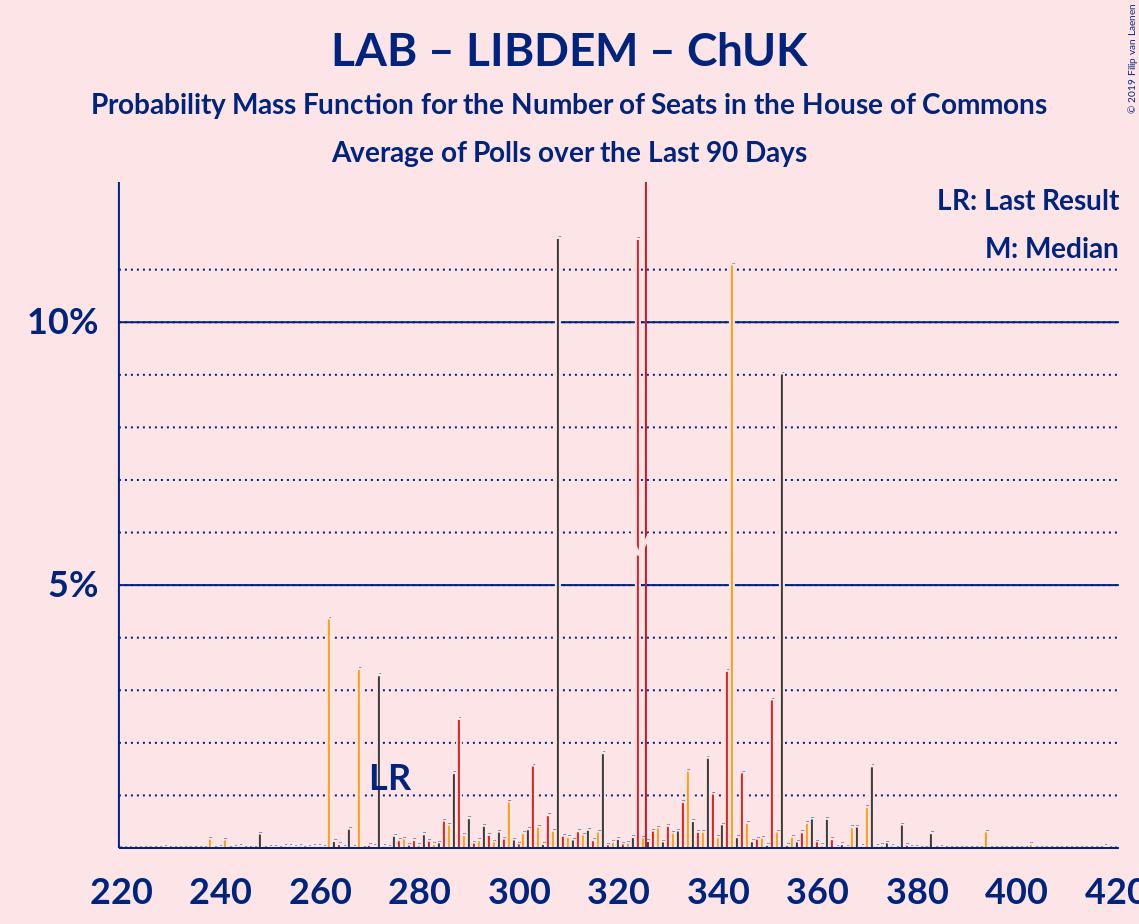 LAB – LIBDEM – ChUK
Probability Mass Function for the Number of Seats in the House of Commons
Average of Polls over the Last 90 Days
© 2019 Filip van Laenen
LR: Last Result
M: Median
10%
5%
LR
220 240 260 280 300 320 340 360 380 400 420